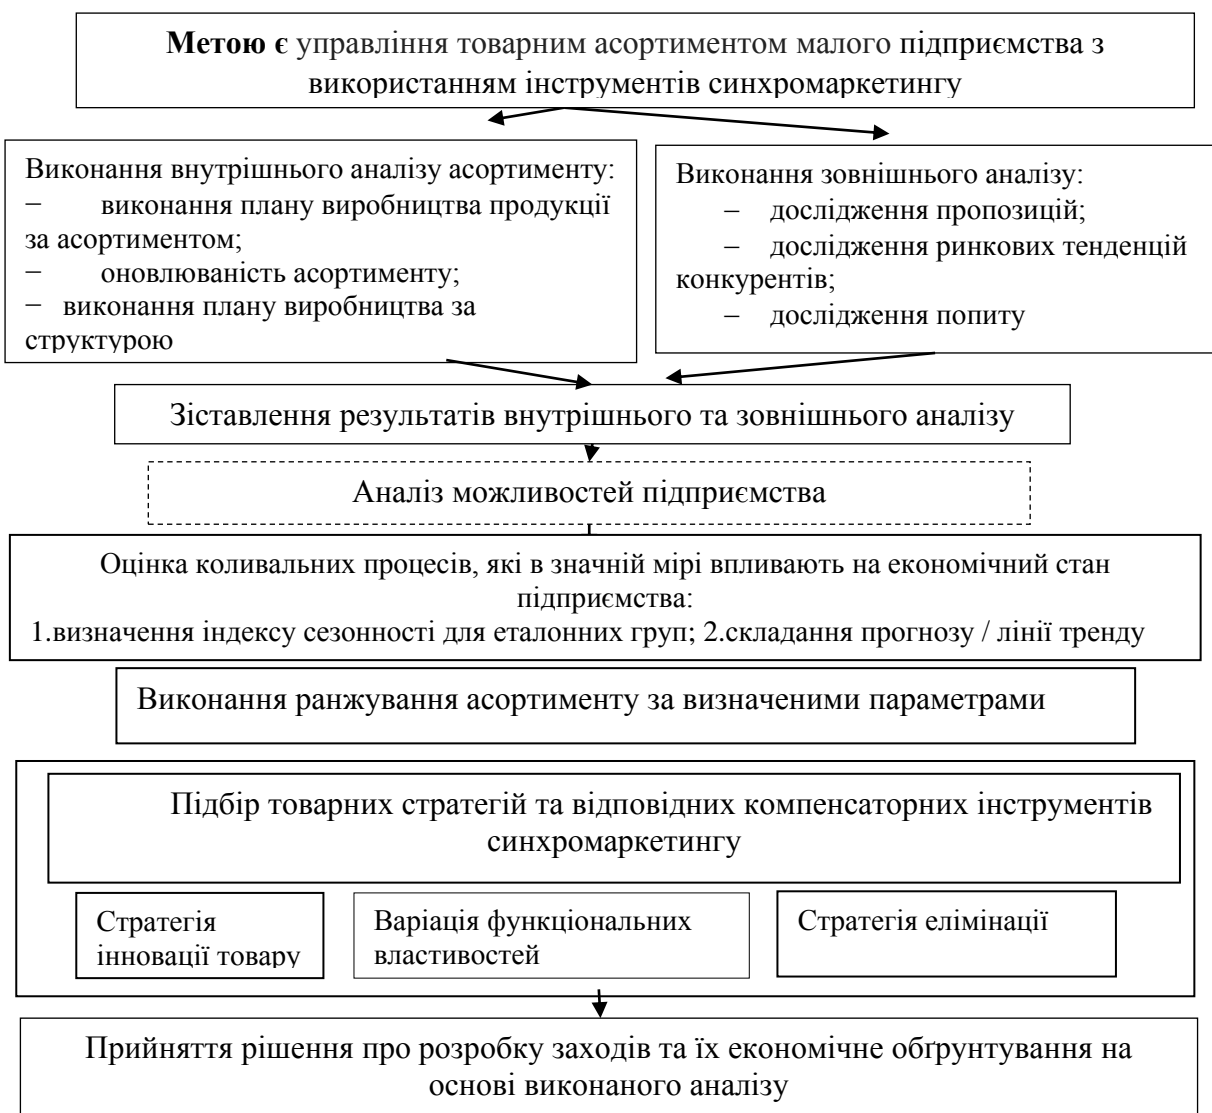 Метою є управління товарним асортиментом малого підприємства з
використанням інструментів синхромаркетингу
Виконання внутрішнього аналізу асортименту:
− виконання плану виробництва продукції
за асортиментом;
− оновлюваність асортименту;
− виконання плану виробництва за
структурою
Виконання зовнішнього аналізу:
– дослідження пропозицій;
– дослідження ринкових тенденцій
конкурентів;
– дослідження попиту
Зіставлення результатів внутрішнього та зовнішнього аналізу
Аналіз можливостей підприємства
Оцінка коливальних процесів, які в значній мірі впливають на економічний стан
підприємства:
1.визначення індексу сезонності для еталонних груп; 2.складання прогнозу / лінії тренду
Виконання ранжування асортименту за визначеними параметрами
Підбір товарних стратегій та відповідних компенсаторних інструментів
синхромаркетингу
Стратегія
інновації товару
Варіація функціональних
властивостей
Стратегія елімінації
Прийняття рішення про розробку заходів та їх економічне обґрунтування на
основі виконаного аналізу